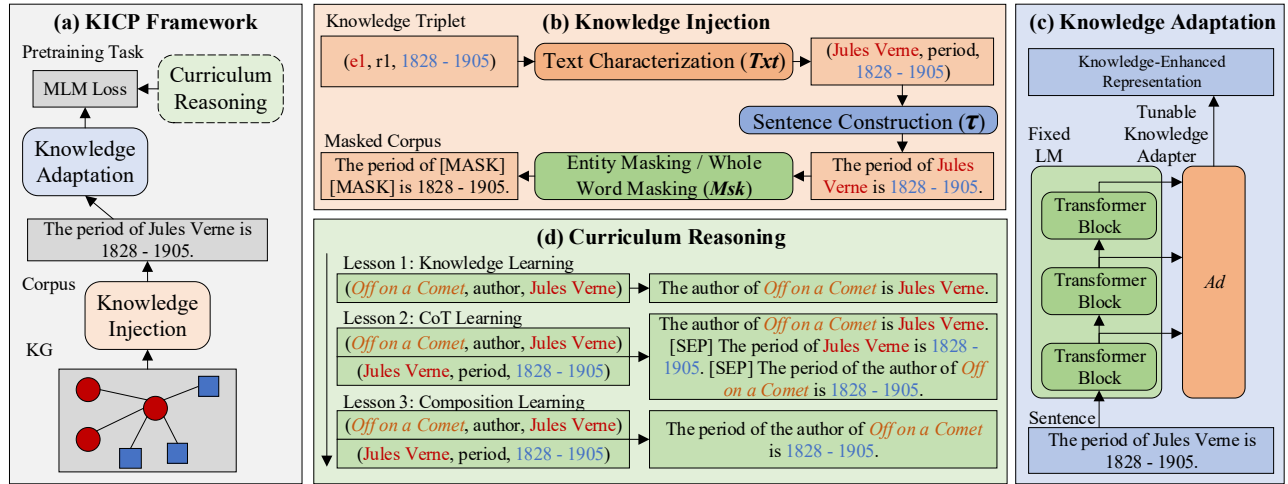 (a) KICP Framework
Pretraining Task
MLM Loss
Curriculum
Reasoning
Knowledge
Adaptation
The period of Jules Verne is
1828 - 1905.
Corpus
Knowledge
Injection
KG
(b) Knowledge Injection
Knowledge Triplet
(e1, r1, 1828 - 1905)
Text Characterization (Txt)
(Jules Verne, period,
1828 - 1905)
Sentence Construction (τ)
Masked Corpus
The period of [MASK]
[MASK] is 1828 - 1905.
Entity Masking / Whole
Word Masking (Msk)
The period of Jules
Verne is 1828 - 1905.
(d) Curriculum Reasoning
Lesson 1: Knowledge Learning
(Off on a Comet, author, Jules Verne)
The author of Off on a Comet is Jules Verne.
Lesson 2: CoT Learning
(Off on a Comet, author, Jules Verne)
(Jules Verne, period, 1828 - 1905)
The author of Off on a Comet is Jules Verne.
[SEP] The period of Jules Verne is 1828 -
1905. [SEP] The period of the author of Off
on a Comet is 1828 - 1905.
Lesson 3: Composition Learning
(Off on a Comet, author, Jules Verne)
(Jules Verne, period, 1828 - 1905)
The period of the author of Off on a Comet
is 1828 - 1905.
(c) Knowledge Adaptation
Knowledge-Enhanced
Representation
Tunable
Knowledge
Adapter
Fixed
LM
Transformer
Block
Transformer
Block
Transformer
Block
Ad
Sentence
The period of Jules Verne is
1828 - 1905.